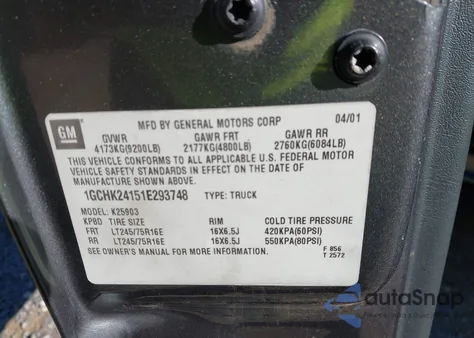 GM
MFD BY GENERAL MOTORS CORP 04/01
GVWR GAWR FRT GAWR RR
4173KG(9200LB) 2177KG(4800LB) 2760KG(6084LB)
THIS VEHICLE CONFORMS TO ALL APPLICABLE U.S. FEDERAL MOTOR
VEHICLE SAFETY STANDARDS IN EFFECT ON THE DATE OF
MANUFACTURE SHOWN ABOVE.
1GCHK24151E293748 TYPE: TRUCK
MODEL: K25903
KPBD TIRE SIZE RIM COLD TIRE PRESSURE
FRT LT245/75R16E 16X6.5J 420KPA(60PSI)
RR LT245/75R16E 16X6.5J 550KPA(80PSI)
SEE OWNER'S MANUAL FOR MORE INFORMATION.
F 856
T 2572
autoSnap